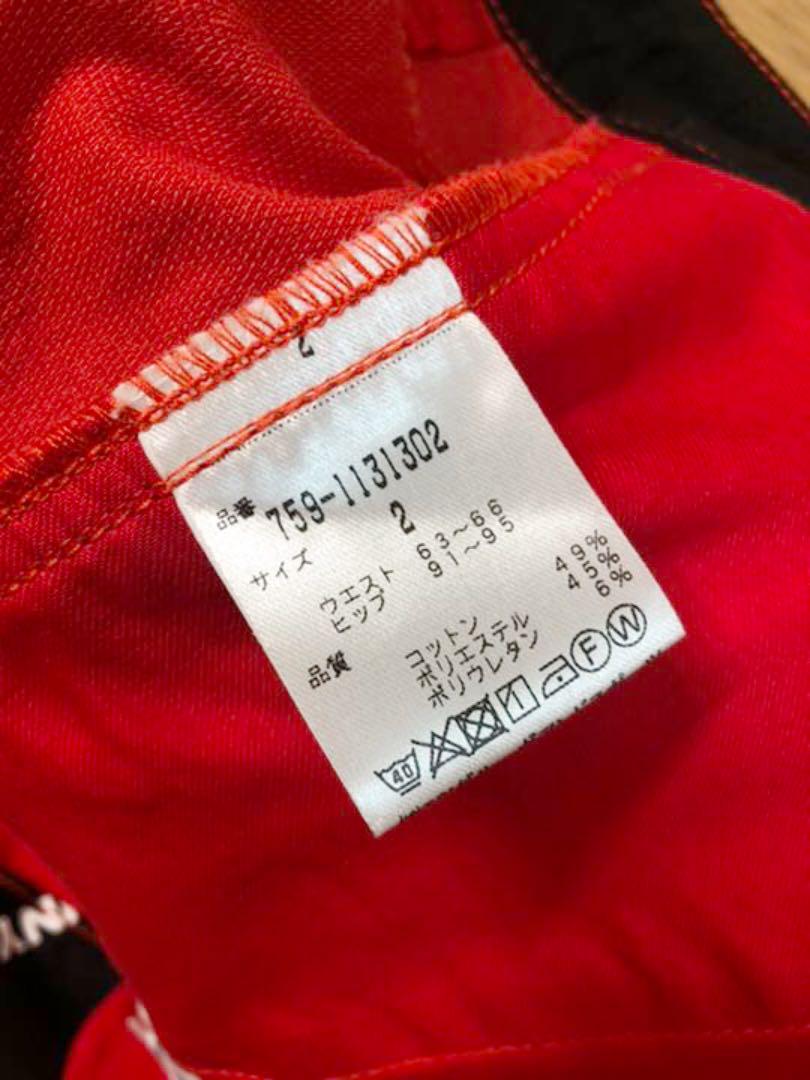 2
品番 759-1131302
サイズ 2
ウエスト 63~66
ヒップ 91~95
品質 コットン 49%
ポリエステル 45%
ポリウレタン 6%
40 F W